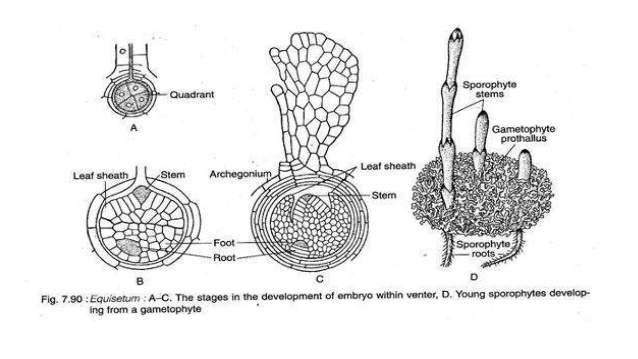 Quadrant
A
Sporophyte
stems
Gametophyte
prothallus
Leaf sheath
Stem
Archegonium
Leaf sheath
Stem
Foot
Root
Sporophyte
roots
B
C
D
Fig. 7.90 : Equisetum : A–C. The stages in the development of embryo within venter, D. Young sporophytes develop-
ing from a gametophyte